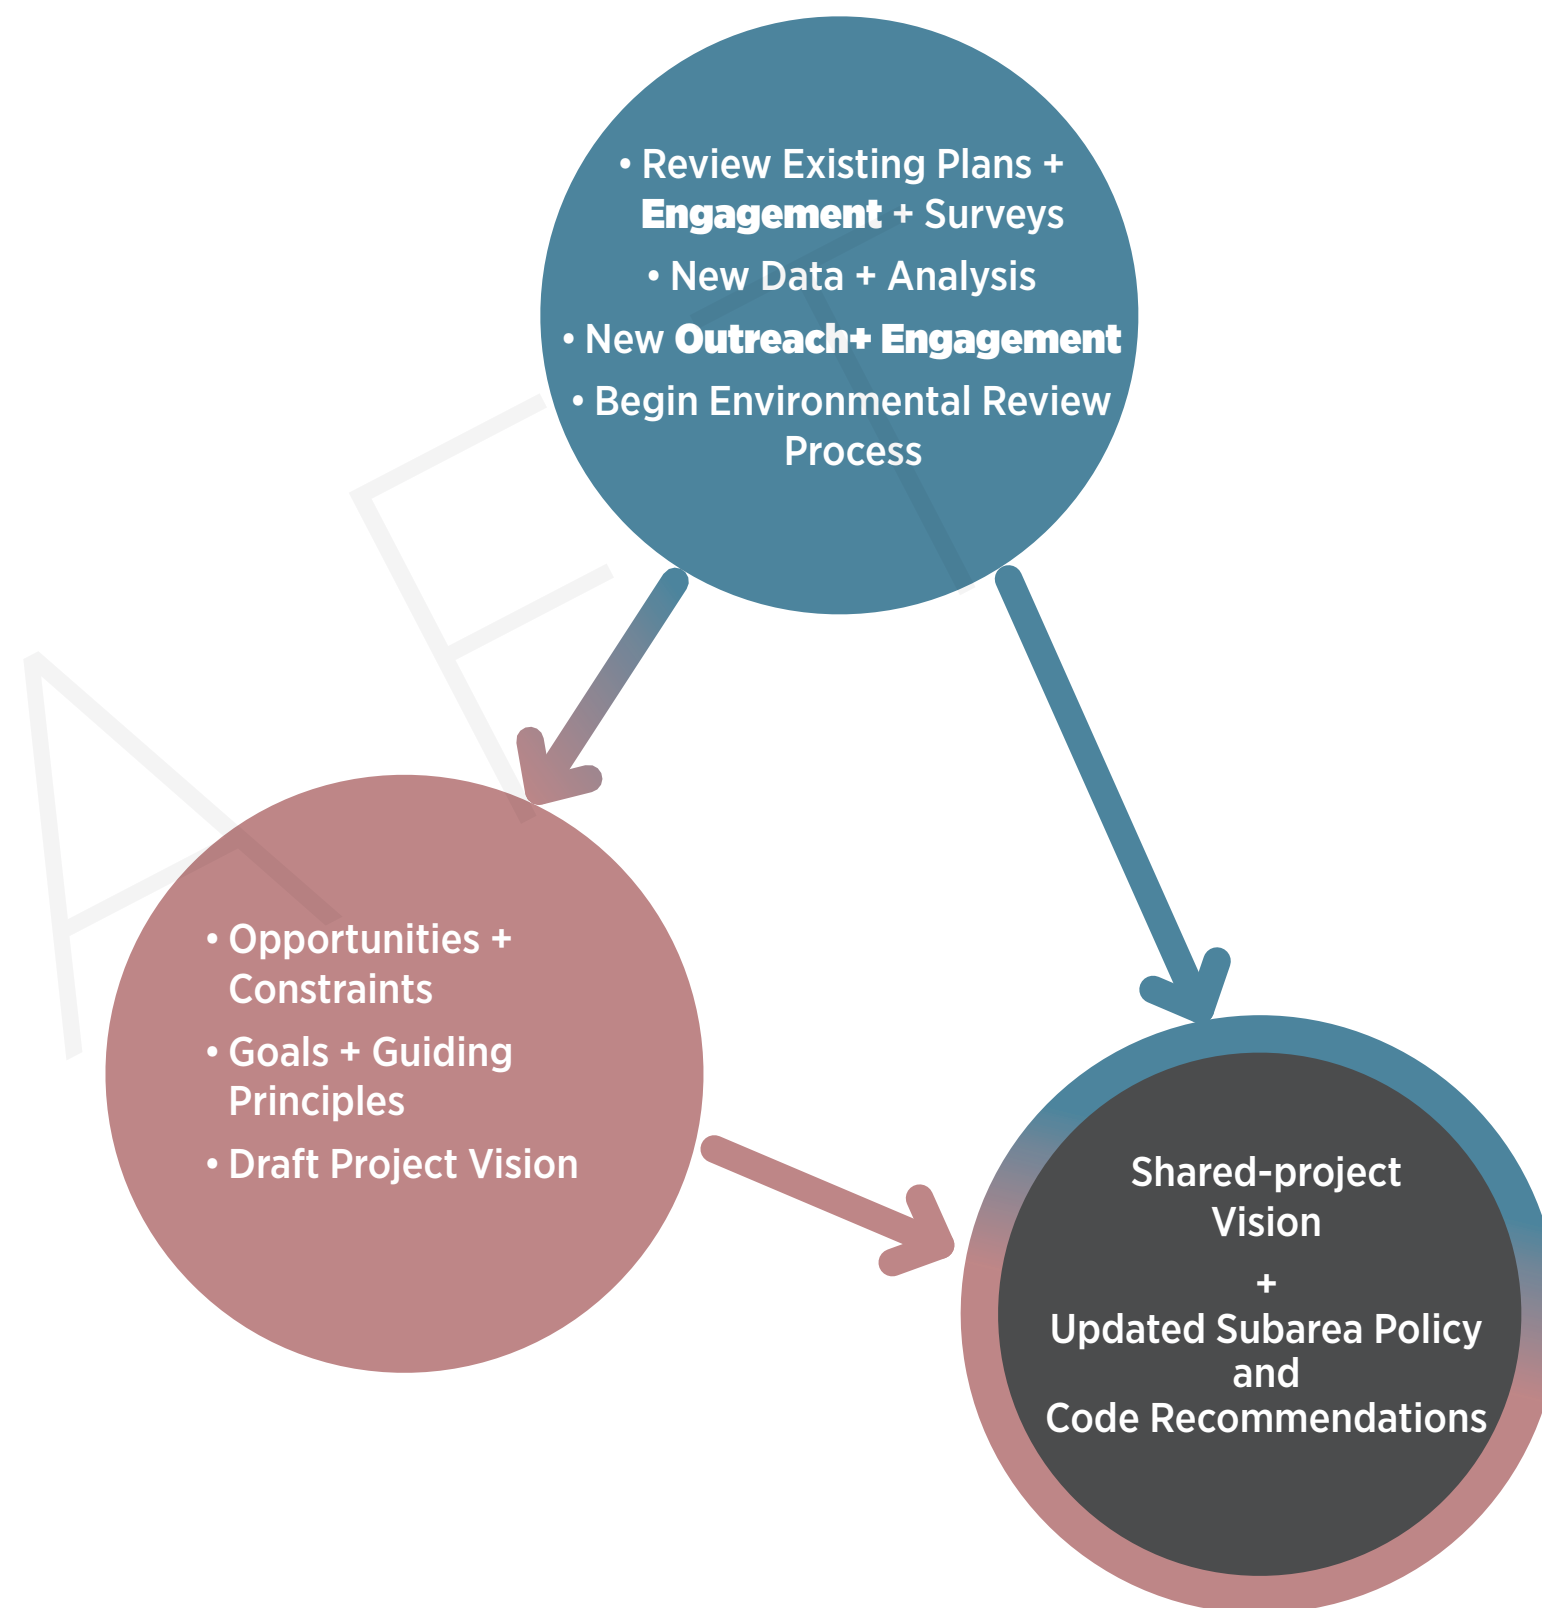 • Review Existing Plans +
Engagement + Surveys
• New Data + Analysis
• New Outreach+ Engagement
• Begin Environmental Review
Process
• Opportunities +
Constraints
• Goals + Guiding
Principles
• Draft Project Vision
Shared-project
Vision
+
Updated Subarea Policy
and
Code Recommendations
A F T